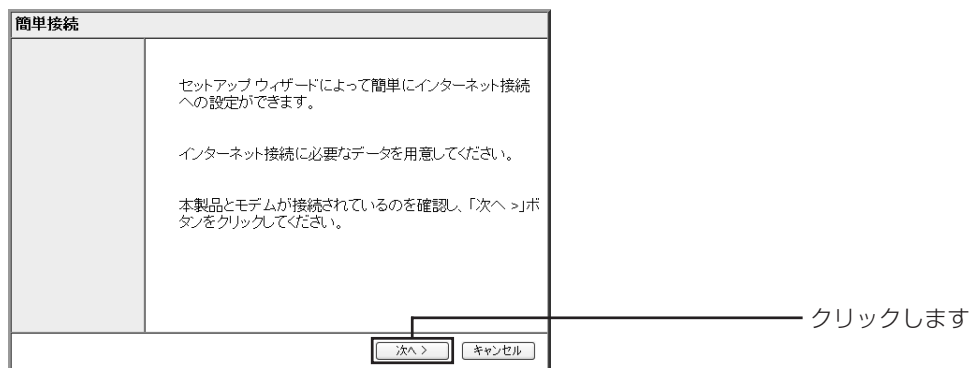 簡単接続
セットアップ ウィザードによって簡単にインターネット接続
への設定ができます。
インターネット接続に必要なデータを用意してください。
本製品とモデムが接続されているのを確認し、「次へ >」ボ
タンをクリックしてください。
クリックします
次へ >
キャンセル